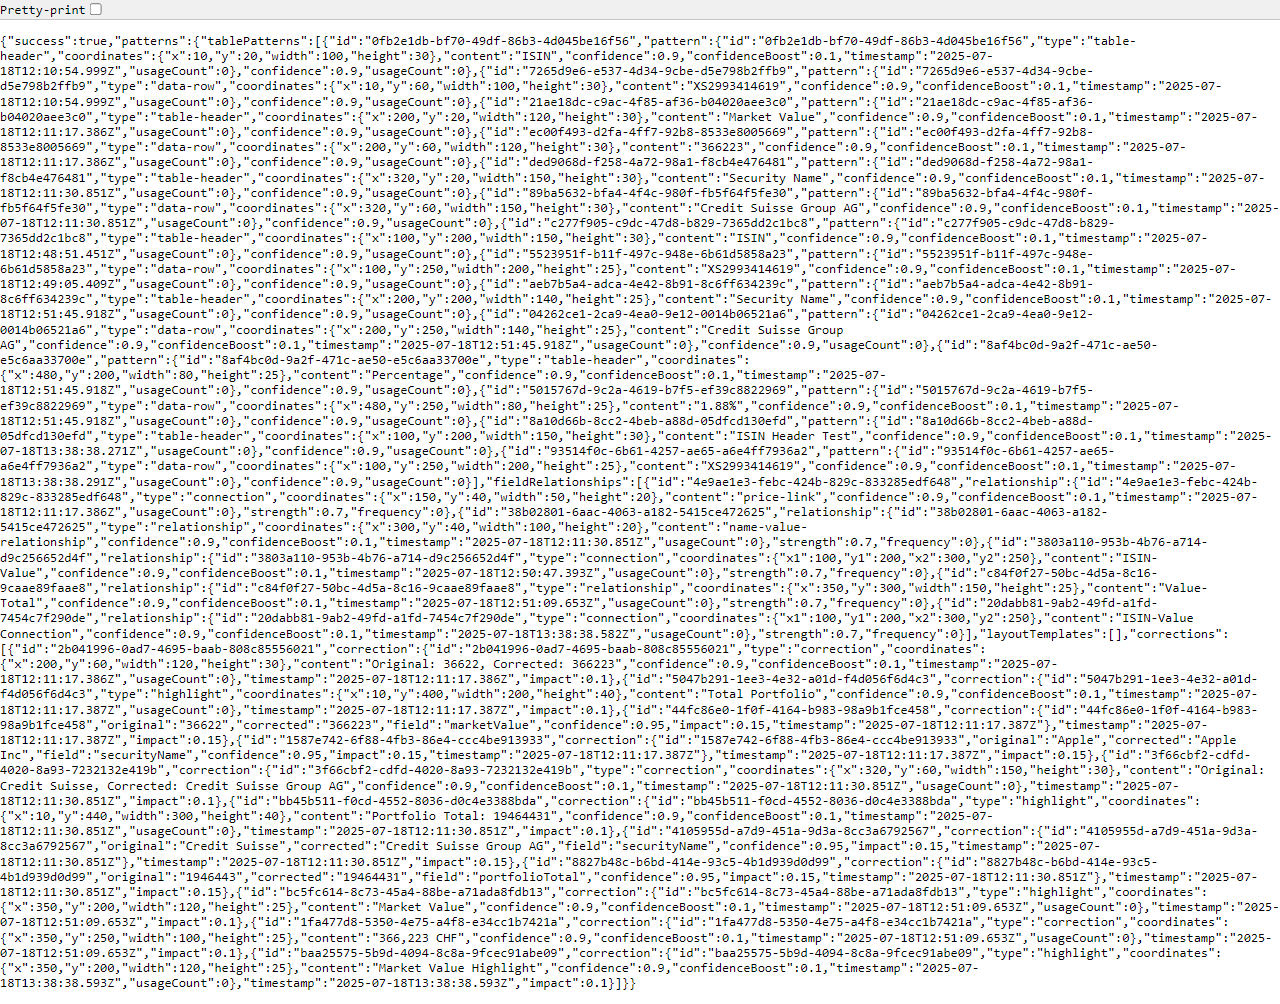 Pretty-print
{"success":true,"patterns":{"tablePatterns":[{"id":"0fb2e1db-bf70-49df-86b3-4d045be16f56","pattern":{"id":"0fb2e1db-bf70-49df-86b3-4d045be16f56","type":"table-
header","coordinates":{"x":10,"y":20,"width":100,"height":30},"content":"ISIN","confidence":0.9,"confidenceBoost":0.1,"timestamp":"2025-07-
18T12:10:54.999Z","usageCount":0},"confidence":0.9,"usageCount":0},{"id":"7265d9e6-e537-4d34-9cbe-d5e798b2ffb9","pattern":{"id":"7265d9e6-e537-4d34-9cbe-
d5e798b2ffb9","type":"data-row","coordinates":{"x":10,"y":60,"width":100,"height":30},"content":"XS2993414619","confidence":0.9,"confidenceBoost":0.1,"timestamp":"2025-07-
18T12:10:54.999Z","usageCount":0},"confidence":0.9,"usageCount":0},{"id":"21ae18dc-c9ac-4f85-af36-b04020aee3c0","pattern":{"id":"21ae18dc-c9ac-4f85-af36-
b04020aee3c0","type":"table-header","coordinates":{"x":200,"y":20,"width":120,"height":30},"content":"Market Value","confidence":0.9,"confidenceBoost":0.1,"timestamp":"2025-07-
18T12:11:17.386Z","usageCount":0},"confidence":0.9,"usageCount":0},{"id":"ec00f493-d2fa-4ff7-92b8-8533e8005669","pattern":{"id":"ec00f493-d2fa-4ff7-92b8-
8533e8005669","type":"data-row","coordinates":{"x":200,"y":60,"width":120,"height":30},"content":"366223","confidence":0.9,"confidenceBoost":0.1,"timestamp":"2025-07-
18T12:11:17.386Z","usageCount":0},"confidence":0.9,"usageCount":0},{"id":"ded9068d-f258-4a72-98a1-f8cb4e476481","pattern":{"id":"ded9068d-f258-4a72-98a1-
f8cb4e476481","type":"table-header","coordinates":{"x":320,"y":20,"width":150,"height":30},"content":"Security Name","confidence":0.9,"confidenceBoost":0.1,"timestamp":"2025-07-
18T12:11:30.851Z","usageCount":0},"confidence":0.9,"usageCount":0},{"id":"89ba5632-bfa4-4f4c-980f-fb5f64f5fe30","pattern":{"id":"89ba5632-bfa4-4f4c-980f-
fb5f64f5fe30","type":"data-row","coordinates":{"x":320,"y":60,"width":150,"height":30},"content":"Credit Suisse Group AG","confidence":0.9,"confidenceBoost":0.1,"timestamp":"2025-
07-18T12:11:30.851Z","usageCount":0},"confidence":0.9,"usageCount":0},{"id":"c277f905-c9dc-47d8-b829-7365dd2c1bc8","pattern":{"id":"c277f905-c9dc-47d8-b829-
7365dd2c1bc8","type":"table-header","coordinates":{"x":100,"y":200,"width":150,"height":30},"content":"ISIN","confidence":0.9,"confidenceBoost":0.1,"timestamp":"2025-07-
18T12:48:51.451Z","usageCount":0},"confidence":0.9,"usageCount":0},{"id":"5523951f-b11f-497c-948e-6b61d5858a23","pattern":{"id":"5523951f-b11f-497c-948e-
6b61d5858a23","type":"data-row","coordinates":{"x":100,"y":250,"width":200,"height":25},"content":"XS2993414619","confidence":0.9,"confidenceBoost":0.1,"timestamp":"2025-07-
18T12:49:05.409Z","usageCount":0},"confidence":0.9,"usageCount":0},{"id":"aeb7b5a4-adca-4e42-8b91-8c6ff634239c","pattern":{"id":"aeb7b5a4-adca-4e42-8b91-
8c6ff634239c","type":"table-header","coordinates":{"x":200,"y":200,"width":140,"height":25},"content":"Security Name","confidence":0.9,"confidenceBoost":0.1,"timestamp":"2025-07-
18T12:51:45.918Z","usageCount":0},"confidence":0.9,"usageCount":0},{"id":"04262ce1-2ca9-4ea0-9e12-0014b06521a6","pattern":{"id":"04262ce1-2ca9-4ea0-9e12-
0014b06521a6","type":"data-row","coordinates":{"x":200,"y":250,"width":140,"height":25},"content":"Credit Suisse Group
AG","confidence":0.9,"confidenceBoost":0.1,"timestamp":"2025-07-18T12:51:45.918Z","usageCount":0},"confidence":0.9,"usageCount":0},{"id":"8af4bc0d-9a2f-471c-ae50-
e5c6aa33700e","pattern":{"id":"8af4bc0d-9a2f-471c-ae50-e5c6aa33700e","type":"table-header","coordinates":
{"x":480,"y":200,"width":80,"height":25},"content":"Percentage","confidence":0.9,"confidenceBoost":0.1,"timestamp":"2025-07-
18T12:51:45.918Z","usageCount":0},"confidence":0.9,"usageCount":0},{"id":"5015767d-9c2a-4619-b7f5-ef39c8822969","pattern":{"id":"5015767d-9c2a-4619-b7f5-
ef39c8822969","type":"data-row","coordinates":{"x":480,"y":250,"width":80,"height":25},"content":"1.88%","confidence":0.9,"confidenceBoost":0.1,"timestamp":"2025-07-
18T12:51:45.918Z","usageCount":0},"confidence":0.9,"usageCount":0},{"id":"8a10d66b-8cc2-4beb-a88d-05dfcd130efd","pattern":{"id":"8a10d66b-8cc2-4beb-a88d-
05dfcd130efd","type":"table-header","coordinates":{"x":100,"y":200,"width":150,"height":30},"content":"ISIN Header Test","confidence":0.9,"confidenceBoost":0.1,"timestamp":"2025-
07-18T13:38:38.271Z","usageCount":0},"confidence":0.9,"usageCount":0},{"id":"93514f0c-6b61-4257-ae65-a6e4ff7936a2","pattern":{"id":"93514f0c-6b61-4257-ae65-
a6e4ff7936a2","type":"data-row","coordinates":{"x":100,"y":250,"width":200,"height":25},"content":"XS2993414619","confidence":0.9,"confidenceBoost":0.1,"timestamp":"2025-07-
18T13:38:38.291Z","usageCount":0},"confidence":0.9,"usageCount":0}],"fieldRelationships":[{"id":"4e9ae1e3-febc-424b-829c-833285edf648","relationship":{"id":"4e9ae1e3-febc-424b-
829c-833285edf648","type":"connection","coordinates":{"x":150,"y":40,"width":50,"height":20},"content":"price-link","confidence":0.9,"confidenceBoost":0.1,"timestamp":"2025-07-
18T12:11:17.386Z","usageCount":0},"strength":0.7,"frequency":0},{"id":"38b02801-6aac-4063-a182-5415ce472625","relationship":{"id":"38b02801-6aac-4063-a182-
5415ce472625","type":"relationship","coordinates":{"x":300,"y":40,"width":100,"height":20},"content":"name-value-
relationship","confidence":0.9,"confidenceBoost":0.1,"timestamp":"2025-07-18T12:11:30.851Z","usageCount":0},"strength":0.7,"frequency":0},{"id":"3803a110-953b-4b76-a714-
d9c256652d4f","relationship":{"id":"3803a110-953b-4b76-a714-d9c256652d4f","type":"connection","coordinates":{"x1":100,"y1":200,"x2":300,"y2":250},"content":"ISIN-
Value","confidence":0.9,"confidenceBoost":0.1,"timestamp":"2025-07-18T12:50:47.393Z","usageCount":0},"strength":0.7,"frequency":0},{"id":"c84f0f27-50bc-4d5a-8c16-
9caae89faae8","relationship":{"id":"c84f0f27-50bc-4d5a-8c16-9caae89faae8","type":"relationship","coordinates":{"x":350,"y":300,"width":150,"height":25},"content":"Value-
Total","confidence":0.9,"confidenceBoost":0.1,"timestamp":"2025-07-18T12:51:09.653Z","usageCount":0},"strength":0.7,"frequency":0},{"id":"20dabb81-9ab2-49fd-a1fd-
7454c7f290de","relationship":{"id":"20dabb81-9ab2-49fd-a1fd-7454c7f290de","type":"connection","coordinates":{"x1":100,"y1":200,"x2":300,"y2":250},"content":"ISIN-Value
Connection","confidence":0.9,"confidenceBoost":0.1,"timestamp":"2025-07-18T13:38:38.582Z","usageCount":0},"strength":0.7,"frequency":0}],"layoutTemplates":[],"corrections":
[{"id":"2b041996-0ad7-4695-baab-808c85556021","correction":{"id":"2b041996-0ad7-4695-baab-808c85556021","type":"correction","coordinates":
{"x":200,"y":60,"width":120,"height":30},"content":"Original: 36622, Corrected: 366223","confidence":0.9,"confidenceBoost":0.1,"timestamp":"2025-07-
18T12:11:17.386Z","usageCount":0},"timestamp":"2025-07-18T12:11:17.386Z","impact":0.1},{"id":"5047b291-1ee3-4e32-a01d-f4d056f6d4c3","correction":{"id":"5047b291-1ee3-4e32-a01d-
f4d056f6d4c3","type":"highlight","coordinates":{"x":10,"y":400,"width":200,"height":40},"content":"Total Portfolio","confidence":0.9,"confidenceBoost":0.1,"timestamp":"2025-07-
18T12:11:17.387Z","usageCount":0},"timestamp":"2025-07-18T12:11:17.387Z","impact":0.1},{"id":"44fc86e0-1f0f-4164-b983-98a9b1fce458","correction":{"id":"44fc86e0-1f0f-4164-b983-
98a9b1fce458","original":"36622","corrected":"366223","field":"marketValue","confidence":0.95,"impact":0.15,"timestamp":"2025-07-18T12:11:17.387Z"},"timestamp":"2025-07-
18T12:11:17.387Z","impact":0.15},{"id":"1587e742-6f88-4fb3-86e4-ccc4be913933","correction":{"id":"1587e742-6f88-4fb3-86e4-ccc4be913933","original":"Apple","corrected":"Apple
Inc","field":"securityName","confidence":0.95,"impact":0.15,"timestamp":"2025-07-18T12:11:17.387Z"},"timestamp":"2025-07-18T12:11:17.387Z","impact":0.15},{"id":"3f66cbf2-cdfd-
4020-8a93-7232132e419b","correction":{"id":"3f66cbf2-cdfd-4020-8a93-7232132e419b","type":"correction","coordinates":{"x":320,"y":60,"width":150,"height":30},"content":"Original:
Credit Suisse, Corrected: Credit Suisse Group AG","confidence":0.9,"confidenceBoost":0.1,"timestamp":"2025-07-18T12:11:30.851Z","usageCount":0},"timestamp":"2025-07-
18T12:11:30.851Z","impact":0.1},{"id":"bb45b511-f0cd-4552-8036-d0c4e3388bda","correction":{"id":"bb45b511-f0cd-4552-8036-d0c4e3388bda","type":"highlight","coordinates":
{"x":10,"y":440,"width":300,"height":40},"content":"Portfolio Total: 19464431","confidence":0.9,"confidenceBoost":0.1,"timestamp":"2025-07-
18T12:11:30.851Z","usageCount":0},"timestamp":"2025-07-18T12:11:30.851Z","impact":0.1},{"id":"4105955d-a7d9-451a-9d3a-8cc3a6792567","correction":{"id":"4105955d-a7d9-451a-9d3a-
8cc3a6792567","original":"Credit Suisse","corrected":"Credit Suisse Group AG","field":"securityName","confidence":0.95,"impact":0.15,"timestamp":"2025-07-
18T12:11:30.851Z"},"timestamp":"2025-07-18T12:11:30.851Z","impact":0.15},{"id":"8827b48c-b6bd-414e-93c5-4b1d939d0d99","correction":{"id":"8827b48c-b6bd-414e-93c5-
4b1d939d0d99","original":"1946443","corrected":"19464431","field":"portfolioTotal","confidence":0.95,"impact":0.15,"timestamp":"2025-07-18T12:11:30.851Z"},"timestamp":"2025-07-
18T12:11:30.851Z","impact":0.15},{"id":"bc5fc614-8c73-45a4-88be-a71ada8fdb13","correction":{"id":"bc5fc614-8c73-45a4-88be-a71ada8fdb13","type":"highlight","coordinates":
{"x":350,"y":200,"width":120,"height":25},"content":"Market Value","confidence":0.9,"confidenceBoost":0.1,"timestamp":"2025-07-18T12:51:09.653Z","usageCount":0},"timestamp":"2025-
07-18T12:51:09.653Z","impact":0.1},{"id":"1fa477d8-5350-4e75-a4f8-e34cc1b7421a","correction":{"id":"1fa477d8-5350-4e75-a4f8-e34cc1b7421a","type":"correction","coordinates":
{"x":350,"y":250,"width":100,"height":25},"content":"366,223 CHF","confidence":0.9,"confidenceBoost":0.1,"timestamp":"2025-07-18T12:51:09.653Z","usageCount":0},"timestamp":"2025-
07-18T12:51:09.653Z","impact":0.1},{"id":"baa25575-5b9d-4094-8c8a-9fcec91abe09","correction":{"id":"baa25575-5b9d-4094-8c8a-9fcec91abe09","type":"highlight","coordinates":
{"x":350,"y":200,"width":120,"height":25},"content":"Market Value Highlight","confidence":0.9,"confidenceBoost":0.1,"timestamp":"2025-07-
18T13:38:38.593Z","usageCount":0},"timestamp":"2025-07-18T13:38:38.593Z","impact":0.1}]}}